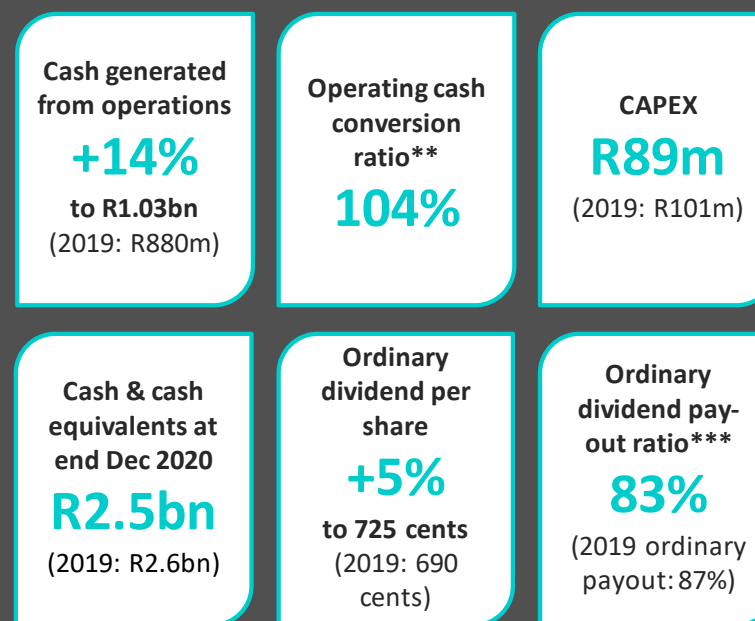 Cash generated
from operations
+14%
to R1.03bn
(2019: R880m)
Operating cash
conversion
ratio**
104%
CAPEX
R89m
(2019: R101m)
Cash & cash
equivalents at
end Dec 2020
R2.5bn
(2019: R2.6bn)
Ordinary
dividend per
share
+5%
to 725 cents
(2019: 690
cents)
Ordinary
dividend pay-
out ratio***
83%
(2019 ordinary
payout: 87%)